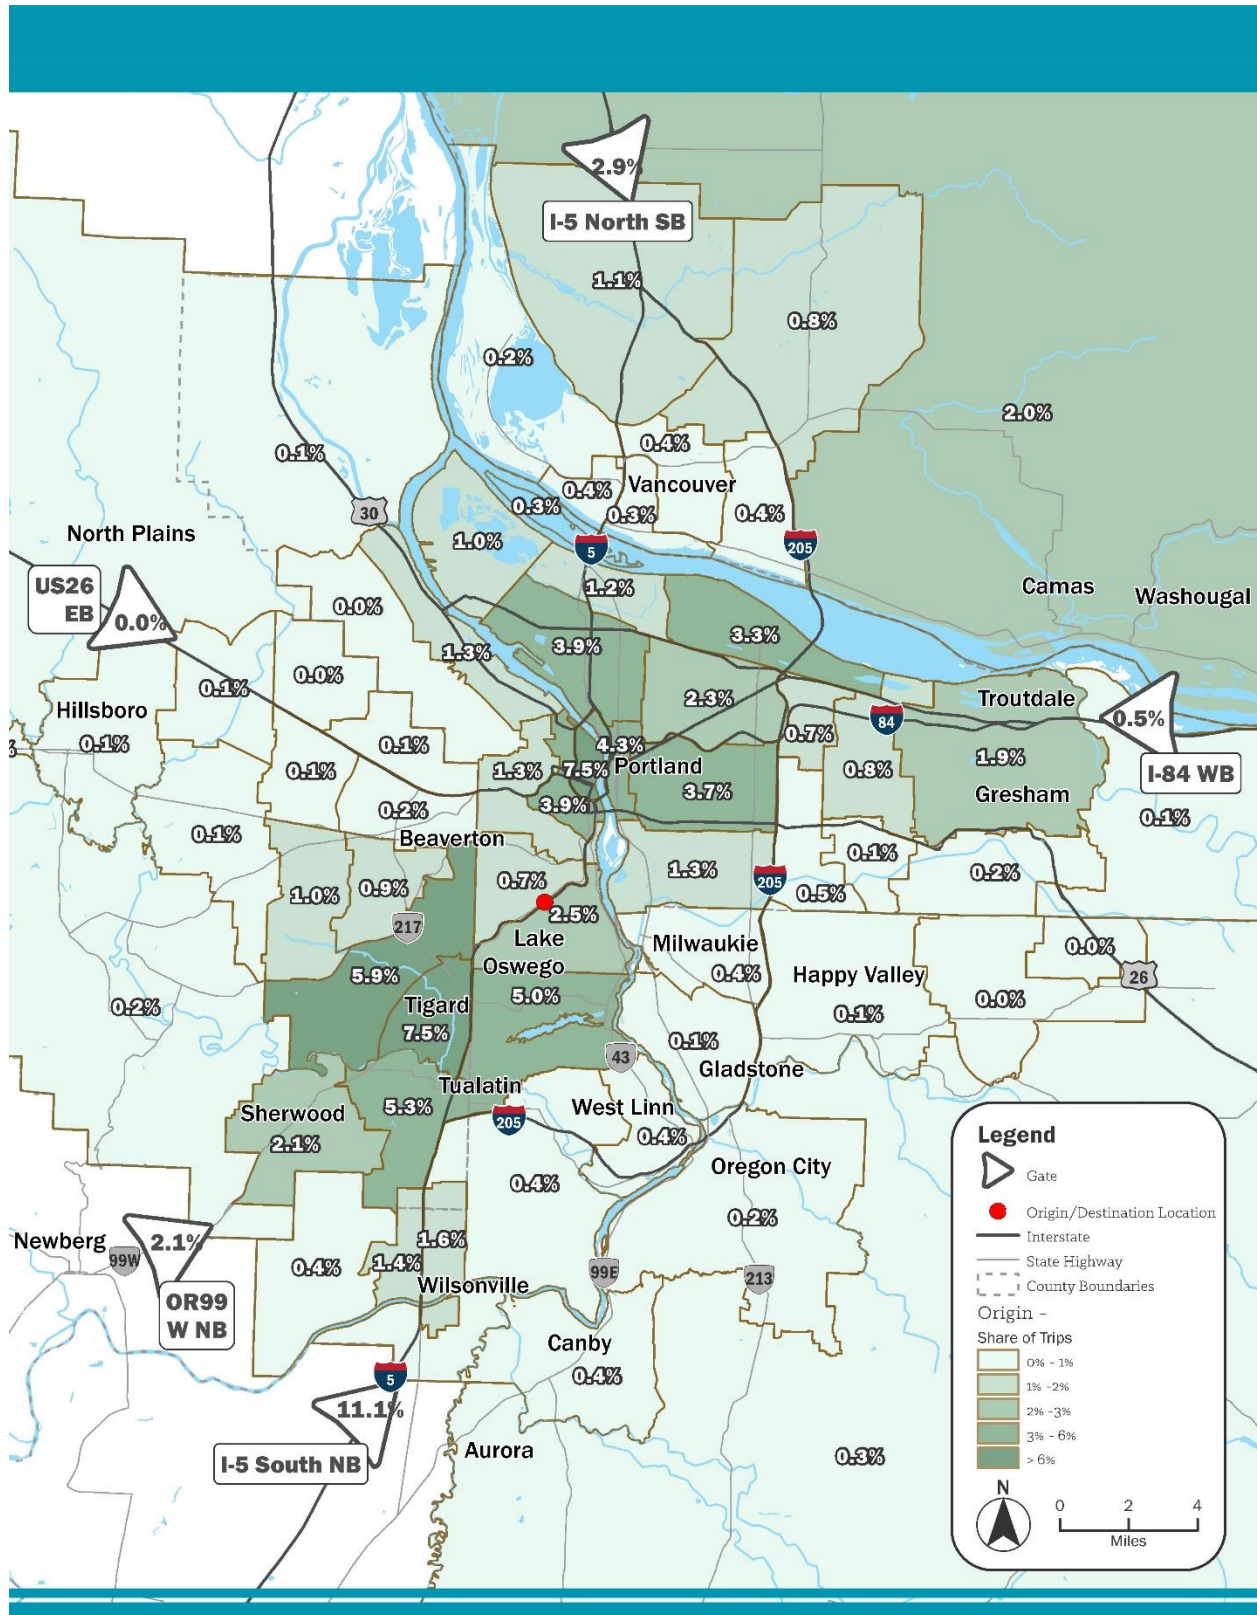 2.9%
I-5 North SB
1.1%
0.8%
0.2%
2.0%
0.1%
0.4%
0.4%
Vancouver
0.3%
0.3%
0.4%
30
North Plains
1.0%
5
205
US26
EB
0.0%
0.0%
1.2%
Camas
Washougal
3.9%
3.3%
1.3%
0.0%
0.1%
2.3%
Troutdale
Hillsboro
0.1%
0.1%
4.3%
0.7%
84
0.5%
I-84 WB
0.1%
1.3%
7.5%
Portland
0.8%
1.9%
0.2%
3.9%
3.7%
Gresham
0.1%
0.1%
Beaverton
1.3%
0.1%
0.2%
1.0%
0.9%
0.7%
205
0.5%
217
2.5%
Lake
Oswego
Milwaukie
0.0%
5.9%
0.4%
Happy Valley
26
0.2%
Tigard
5.0%
0.0%
7.5%
0.1%
0.1%
43
Gladstone
Tualatin
Sherwood
5.3%
205
West Linn
2.1%
0.4%
0.4%
Oregon City
0.2%
Newberg
99W
2.1%
OR99
W NB
0.4%
1.4%
1.6%
Wilsonville
99E
213
Canby
0.4%
5
11.1%
I-5 South NB
Aurora
0.3%
Legend
Gate
Origin/Destination Location
Interstate
State Highway
County Boundaries
Origin -
Share of Trips
0% - 1%
1% -2%
2% -3%
3% - 6%
> 6%
N
0 2 4
Miles